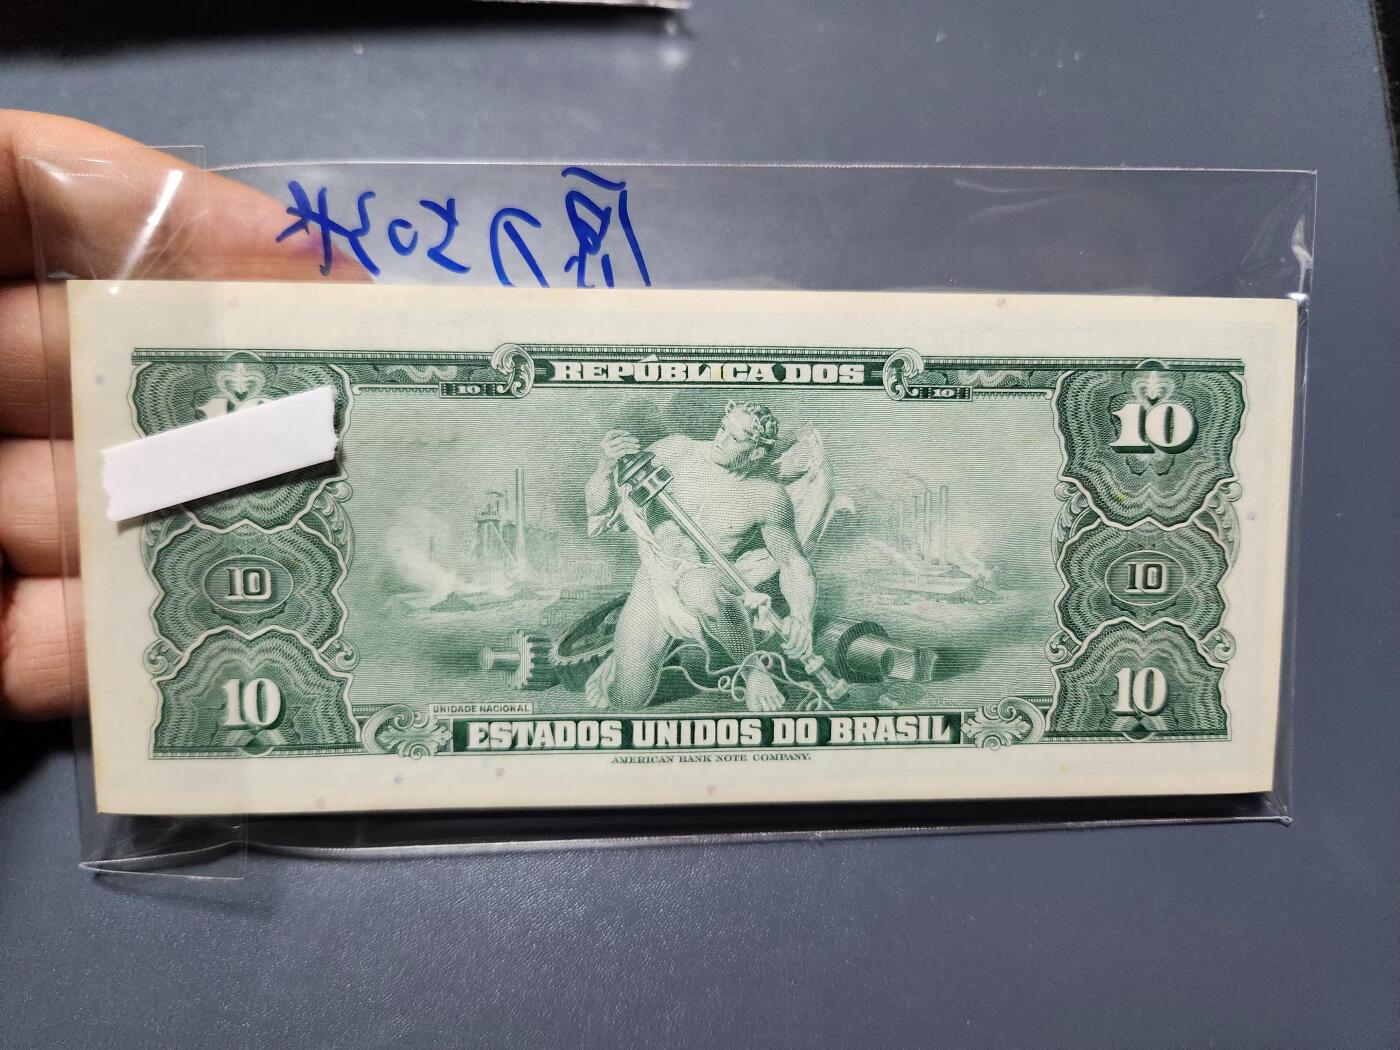 REPÚBLICA DOS
10 10
10 10
10 10
10
UNIDADE NACIONAL
ESTADOS UNIDOS DO BRASIL
AMERICAN BANK NOTE COMPANY.